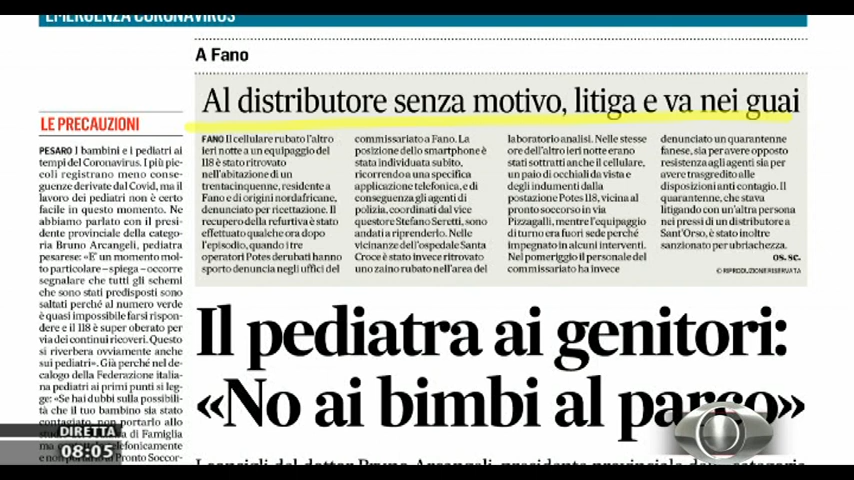 EMERGENZA CORONAVIRUS
A Fano
Al distributore senza motivo, litiga e va nei guai
LE PRECAUZIONI
PESARO I bambini e i pediatri ai
tempi del Coronavirus. I più pic-
coli registrano meno conse-
guenze derivate dal Covid, ma il
lavoro dei pediatri non è certo
facile in questo momento. Ne
abbiamo parlato con il presi-
dente provinciale della catego-
ria Bruno Arcangeli, pediatra
pesarese: «E' un momento mol-
to particolare – spiega – occorre
segnalare che tutti gli schemi
che sono stati predisposti sono
saltati perché al numero verde
è quasi impossibile farsi rispon-
dere e il 118 è super oberato per
via dei continui ricoveri. Questo
si riverbera ovviamente anche
sui pediatri». Già perché nel de-
calogo della Federazione italia-
na pediatri ai primi punti si leg-
ge: «Se hai dubbi sulla possibili-
tà che il tuo bambino sia stato
contagiato, non portarlo allo
di Famiglia
Pronto Soccor-
FANO Il cellulare rubato l'altro
ieri notte a un equipaggio del
118 è stato ritrovato
nell'abitazione di un
trentacinquenne, residente a
Fano e di origini nordafricane,
denunciato per ricettazione. Il
recupero della refurtiva è stato
effettuato qualche ora dopo
l'episodio, quando i tre
operatori Potes derubati hanno
sporto denuncia negli uffici del
commissariato a Fano. La
posizione dello smartphone è
stata individuata subito,
ricorrendo a una specifica
applicazione telefonica, e di
conseguenza gli agenti di
polizia, coordinati dal vice
questore Stefano Seretti, sono
andati a riprenderlo. Nelle
vicinanze dell'ospedale Santa
Croce è stato invece ritrovato
uno zaino rubato nell'area del
laboratorio analisi. Nelle stesse
ore dell'altro ieri notte erano
stati sottratti anche il cellulare,
un paio di occhiali da vista e
degli indumenti dalla
postazione Potes 118, vicina al
pronto soccorso in via
Pizzagalli, mentre l'equipaggio
di turno era fuori sede perché
impegnato in alcuni interventi.
Nel pomeriggio il personale del
commissariato ha invece
denunciato un quarantenne
fanese, sia per avere opposto
resistenza agli agenti sia per
avere trasgredito alle
disposizioni anti contagio. Il
quarantenne, che stava
litigando con un'altra persona
nei pressi di un distributore a
Sant'Orso, è stato inoltre
sanzionato per ubriachezza.
OS. SC.
© RIPRODUZIONE RISERVATA
Il pediatra ai genitori:
«No ai bimbi al parco»
I consigli del dottor Bruno Arcangeli, presidente provinciale della categoria
DIRETTA
08:05